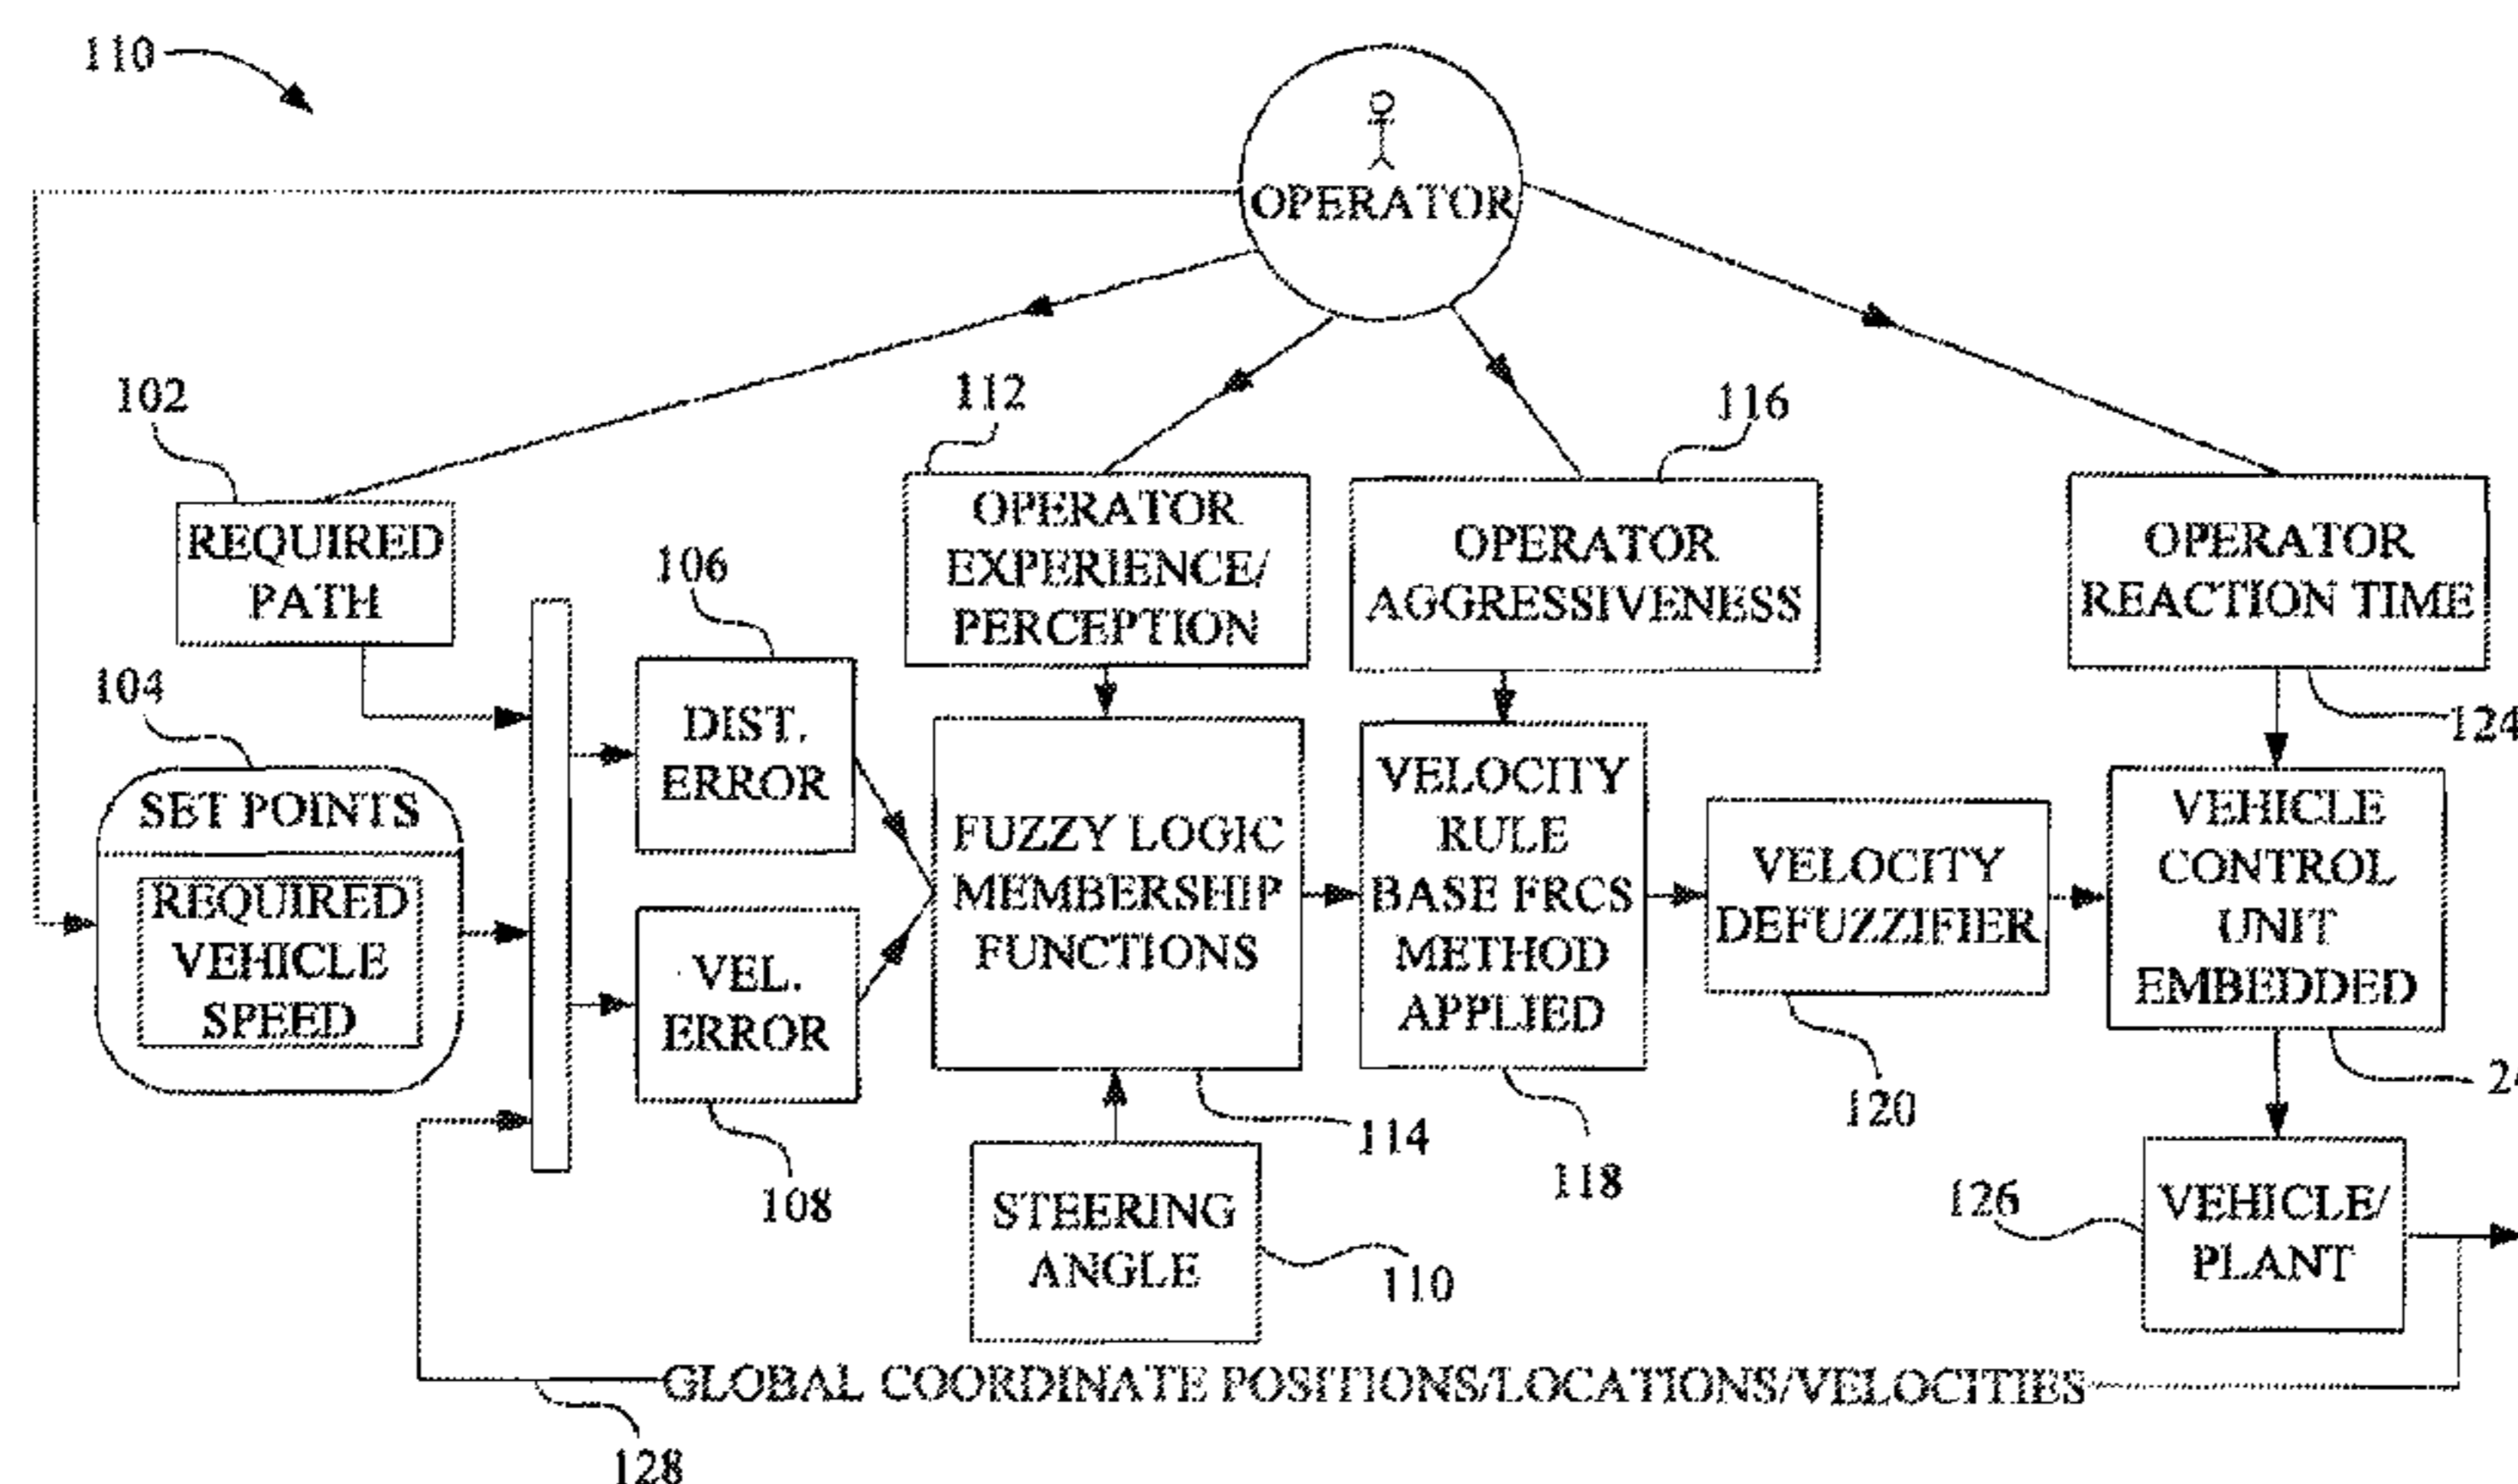 110
OPERATOR
102
112
116
REQUIRED
PATH
OPERATOR
EXPERIENCE/
PERCEPTION
OPERATOR
AGGRESSIVENESS
OPERATOR
REACTION TIME
106
104
124
DIST.
ERROR
SET POINTS
REQUIRED
VEHICLE
SPEED
VEL.
ERROR
FUZZY LOGIC
MEMBERSHIP
FUNCTIONS
VELOCITY
RULE
BASE FRCS
METHOD
APPLIED
VELOCITY
DEFUZZIFIER
VEHICLE
CONTROL
UNIT
EMBEDDED
108
114
118
120
STEERING
ANGLE
110
126
VEHICLE/
PLANT
GLOBAL COORDINATE POSITIONS/LOCATIONS/VELOCITIES
128